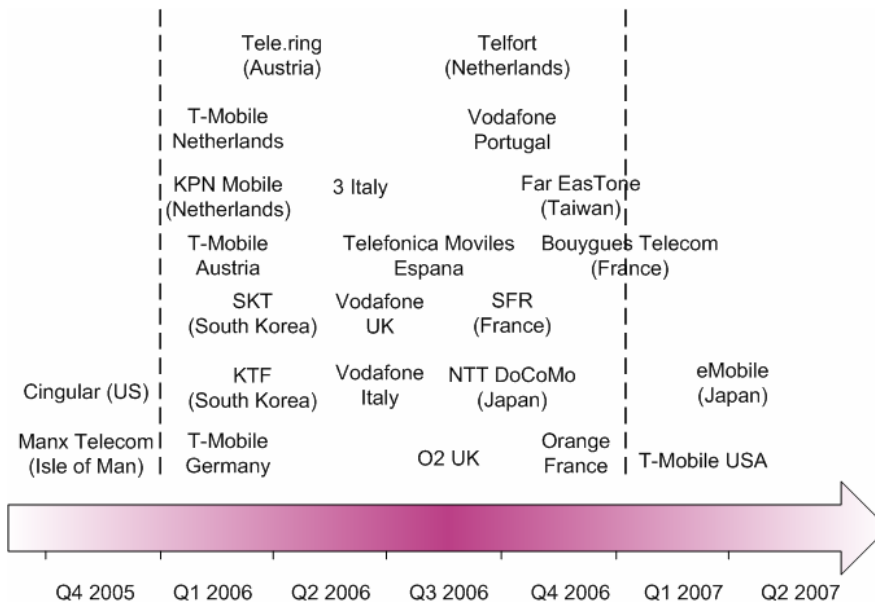 Tele.ring
(Austria)
Telfort
(Netherlands)
T-Mobile
Netherlands
Vodafone
Portugal
KPN Mobile
(Netherlands)
3 Italy
Far EasTone
(Taiwan)
T-Mobile
Austria
Telefonica Moviles
Espana
Bouygues Telecom
(France)
SKT
(South Korea)
Vodafone
UK
SFR
(France)
Cingular (US)
KTF
(South Korea)
Vodafone
Italy
NTT DoCoMo
(Japan)
eMobile
(Japan)
Manx Telecom
(Isle of Man)
T-Mobile
Germany
O2 UK
Orange
France
T-Mobile USA
Q4 2005
Q1 2006
Q2 2006
Q3 2006
Q4 2006
Q1 2007
Q2 2007